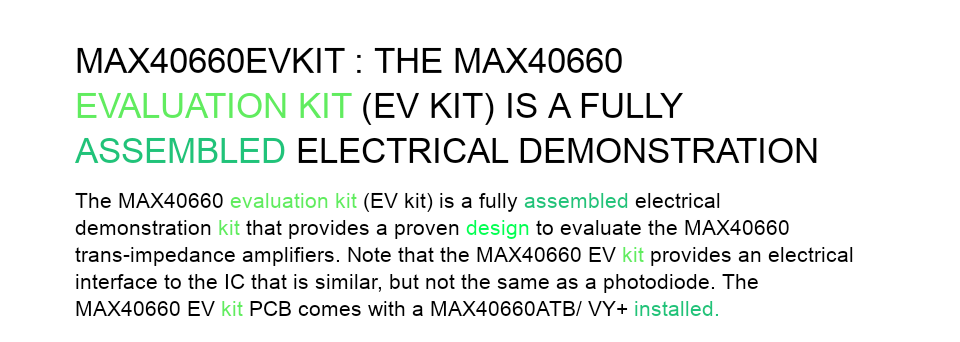 MAX40660EVKIT : THE MAX40660
EVALUATION KIT (EV KIT) IS A FULLY
ASSEMBLED ELECTRICAL DEMONSTRATION
The MAX40660 evaluation kit (EV kit) is a fully assembled electrical
demonstration kit that provides a proven design to evaluate the MAX40660
trans-impedance amplifiers. Note that the MAX40660 EV kit provides an electrical
interface to the IC that is similar, but not the same as a photodiode. The
MAX40660 EV kit PCB comes with a MAX40660ATB/ VY+ installed.